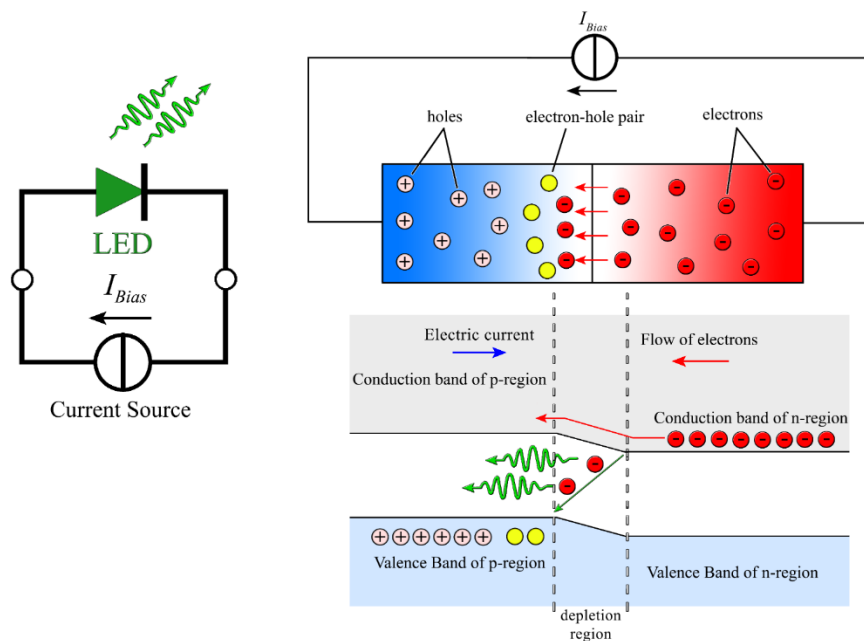 LED
I_Bias
Current Source
I_Bias
holes
electron-hole pair
electrons
Electric current
Flow of electrons
Conduction band of p-region
Conduction band of n-region
Valence Band of p-region
Valence Band of n-region
depletion
region